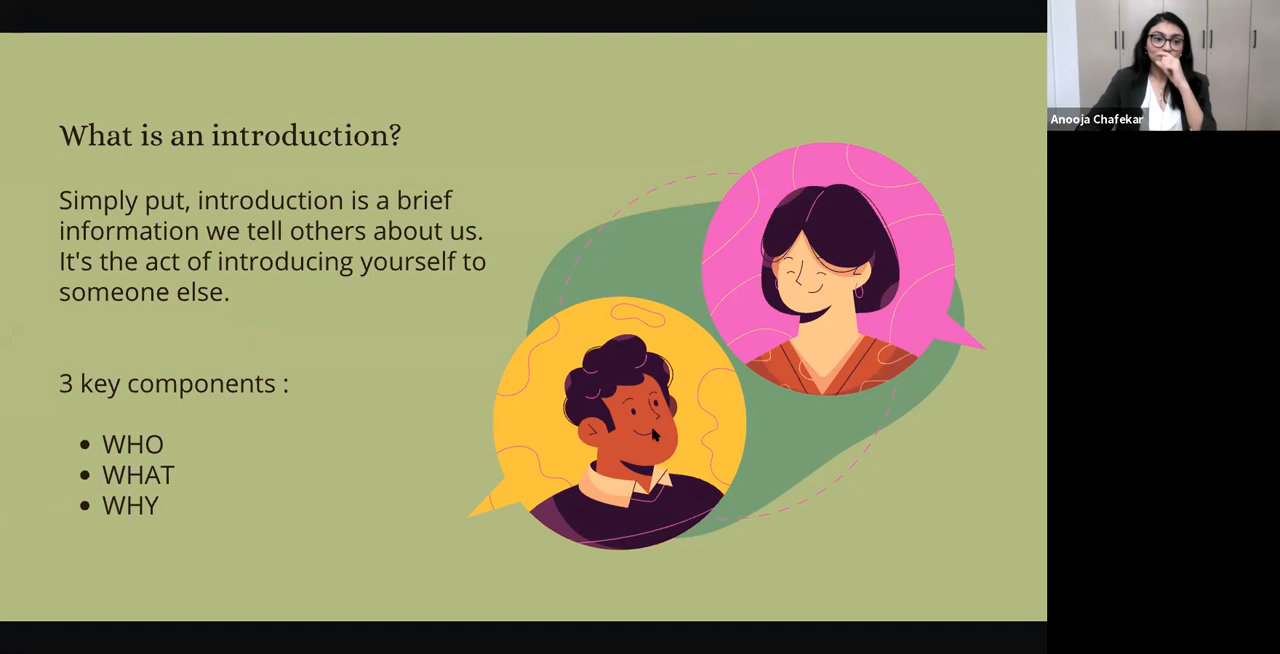 What is an introduction?
Simply put, introduction is a brief
information we tell others about us.
It's the act of introducing yourself to
someone else.
3 key components :
WHO
WHAT
WHY
Anooja Chafekar